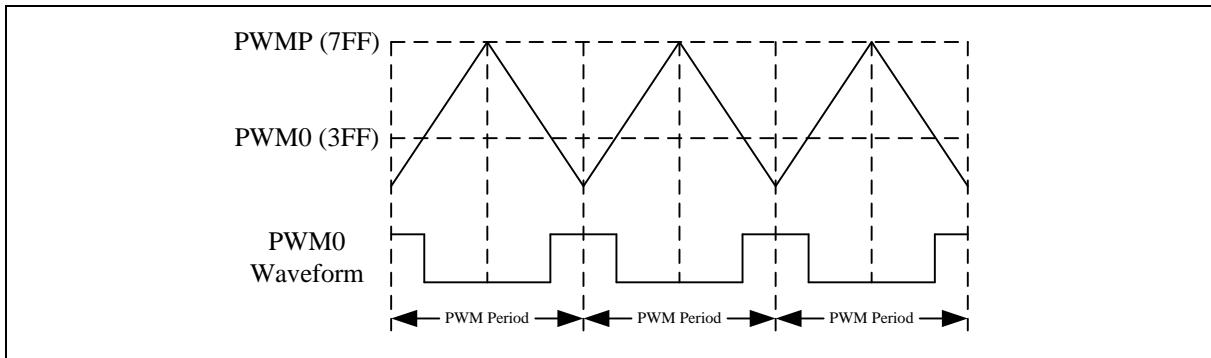 PWMP (7FF)
PWM0 (3FF)
PWM0
Waveform
PWM Period
PWM Period
PWM Period